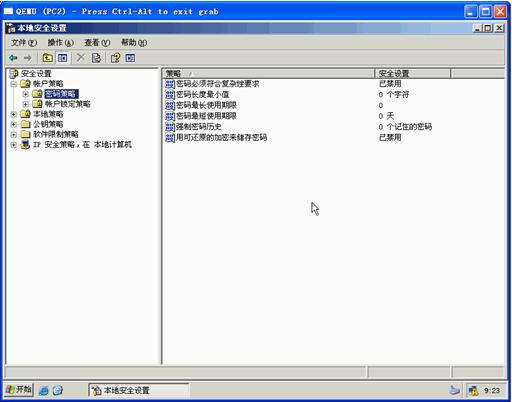 QEMU (PC2) - Press Ctrl-Alt to exit grab
本地安全设置
文件(F) 操作(A) 查看(V) 帮助(H)
安全设置
帐户策略
密码策略
帐户锁定策略
本地策略
公钥策略
软件限制策略
IP 安全策略，在 本地计算机
策略 安全设置
密码必须符合复杂性要求 已禁用
密码长度最小值 0 个字符
密码最长使用期限 0
密码最短使用期限 0 天
强制密码历史 0 个记住的密码
用可还原的加密来储存密码 已禁用
开始 本地安全设置 9:23